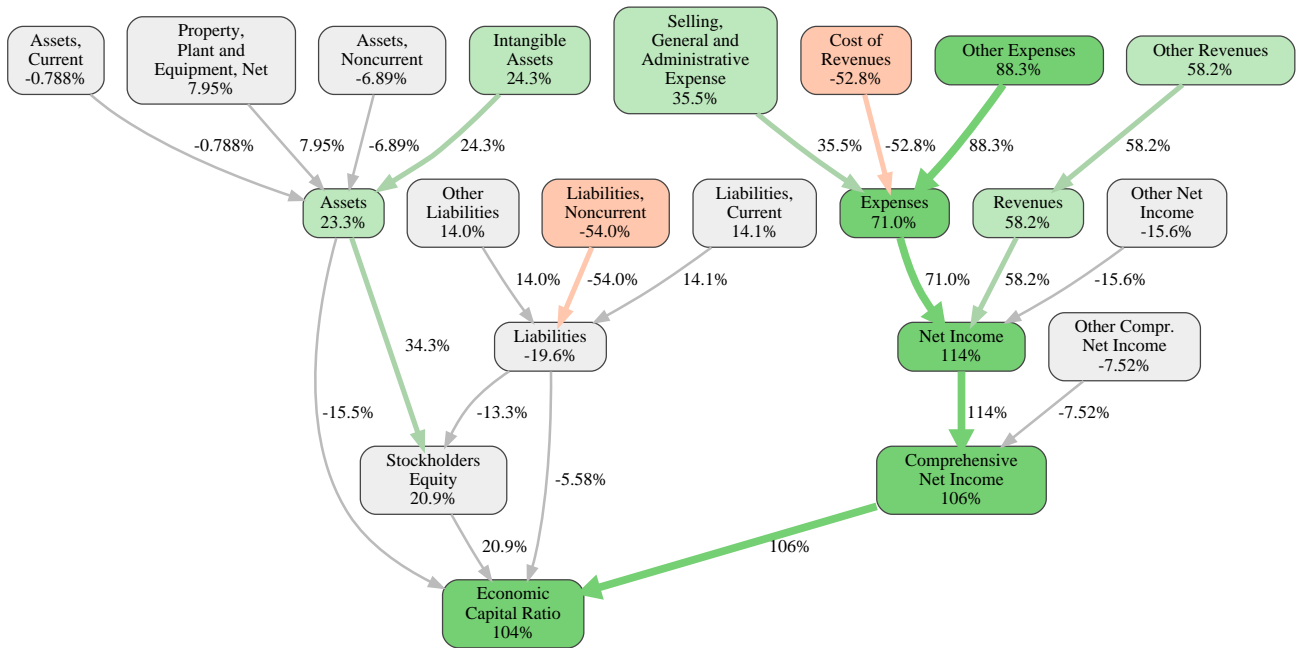 Assets,
Current
-0.788%
Property,
Plant and
Equipment, Net
7.95%
Assets,
Noncurrent
-6.89%
Intangible
Assets
24.3%
Selling,
General and
Administrative
Expense
35.5%
Cost of
Revenues
-52.8%
Other Expenses
88.3%
Other Revenues
58.2%
-0.788%
7.95%
-6.89%
24.3%
35.5%
-52.8%
88.3%
58.2%
Assets
23.3%
Other
Liabilities
14.0%
Liabilities,
Noncurrent
-54.0%
Liabilities,
Current
14.1%
Expenses
71.0%
Revenues
58.2%
Other Net
Income
-15.6%
14.0%
-54.0%
14.1%
71.0%
58.2%
-15.6%
34.3%
Liabilities
-19.6%
Net Income
114%
Other Compr.
Net Income
-7.52%
-15.5%
-13.3%
114%
-7.52%
Stockholders
Equity
20.9%
-5.58%
Comprehensive
Net Income
106%
20.9%
106%
Economic
Capital Ratio
104%